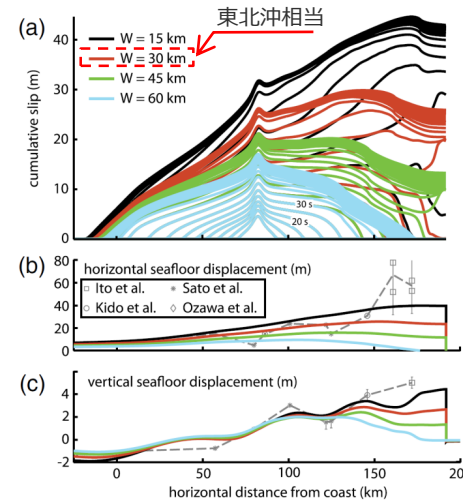 (a)
東北沖相当
W = 15 km
W = 30 km
W = 45 km
W = 60 km
cumulative slip (m)
40
30
20
10
0
30 s
20 s
(b)
horizontal seafloor displacement (m)
Ito et al.
Sato et al.
Kido et al.
Ozawa et al.
80
60
40
20
0
(c)
vertical seafloor displacement (m)
4
2
0
-2
0
50
100
150
200
horizontal distance from coast (km)